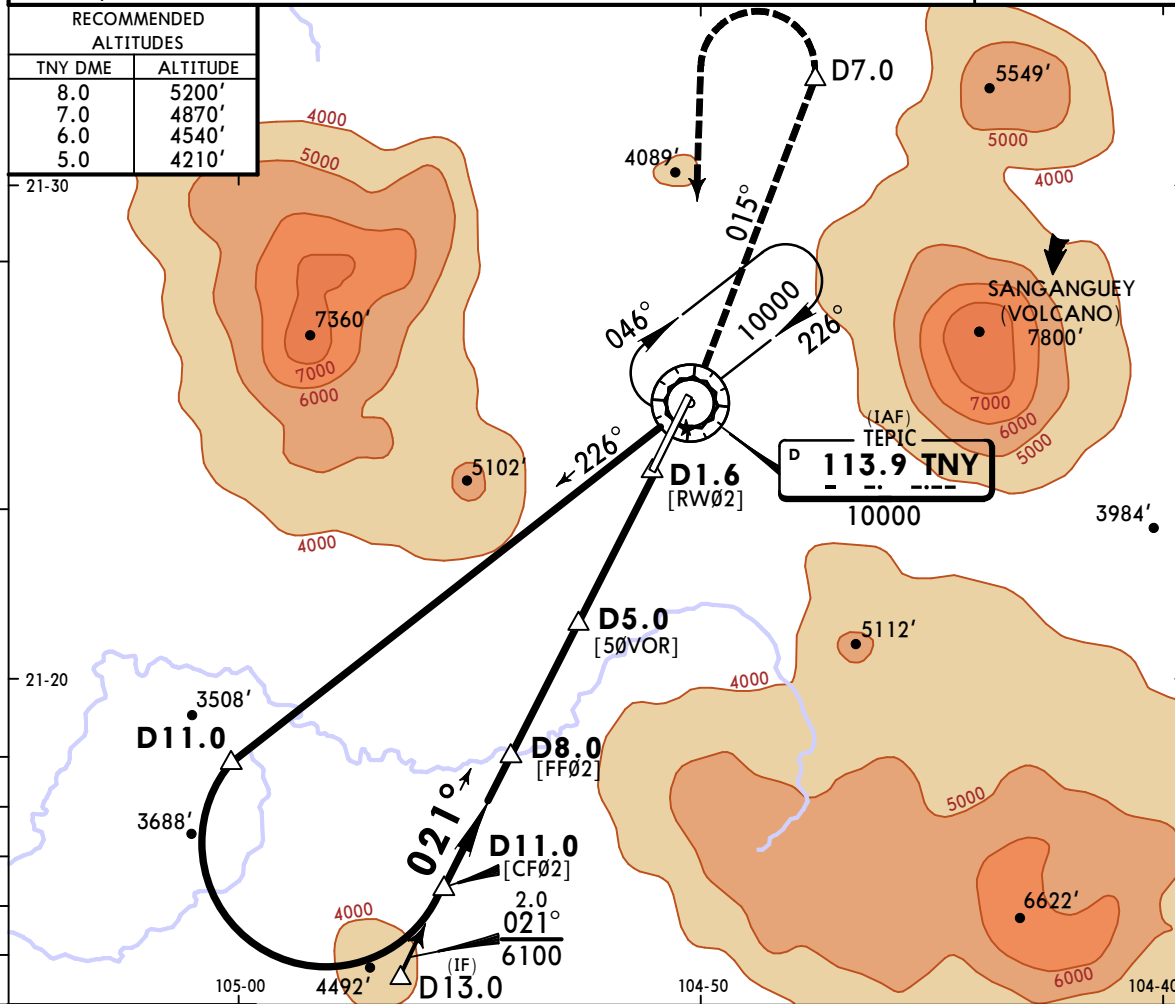 RECOMMENDED
ALTITUDES
TNY DME ALTITUDE
8.0 5200'
7.0 4870'
6.0 4540'
5.0 4210'
D7.0
5549'
5000
4000
4000
5000
4089'
21-30
015°
SANGANGUEY
(VOLCANO)
7800'
7360'
7000
6000
046°
10000
226°
7000
6000
5000
(IAF)
TEPIC
D 113.9 TNY
10000
226°
5102'
D1.6
[RWØ2]
3984'
4000
D5.0
[5ØVOR]
5112'
4000
21-20
3508'
D11.0
D8.0
[FFØ2]
5000
3688'
021°
D11.0
[CFØ2]
2.0
021°
6100
4000
6622'
(IF)
D13.0
4492'
6000
105-00
104-50
104-40